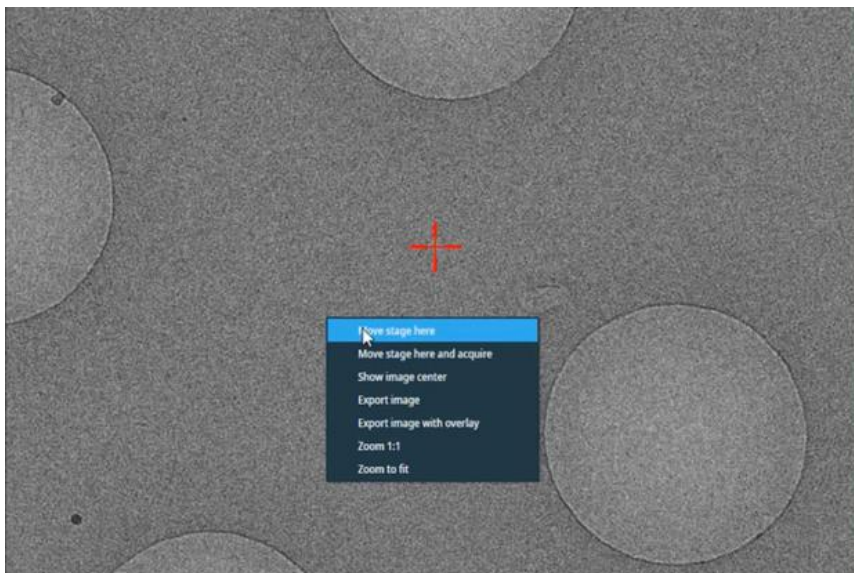 Move stage here
Move stage here and acquire
Show image center
Export image
Export image with overlay
Zoom 1:1
Zoom to fit